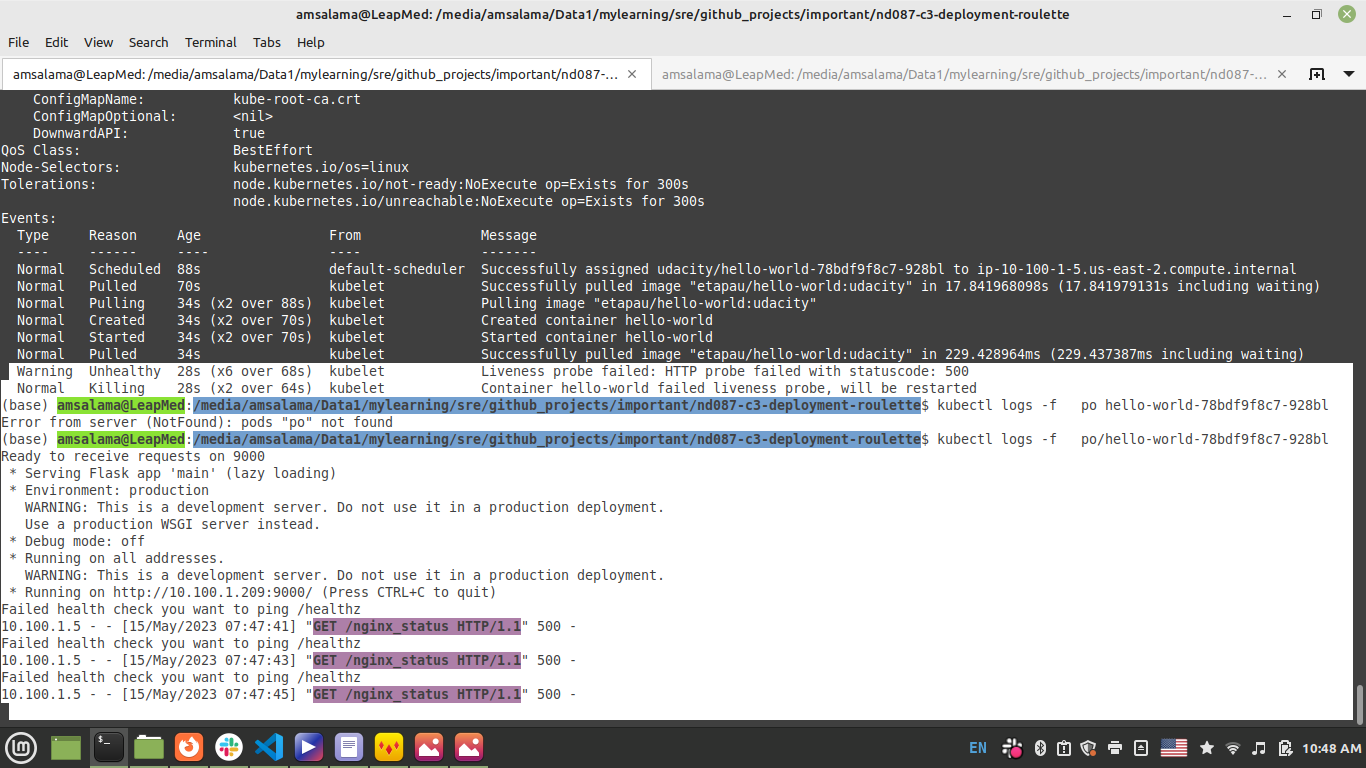 amsalama@LeapMed: /media/amsalama/Data1/mylearning/sre/github_projects/important/nd087-c3-deployment-roulette
File Edit View Search Terminal Tabs Help
amsalama@LeapMed: /media/amsalama/Data1/mylearning/sre/github_projects/important/nd087-... × amsalama@LeapMed: /media/amsalama/Data1/mylearning/sre/github_projects/important/nd087-... ×
ConfigMapName: kube-root-ca.crt
ConfigMapOptional: <nil>
DownwardAPI: true
QoS Class: BestEffort
Node-Selectors: kubernetes.io/os=linux
Tolerations: node.kubernetes.io/not-ready:NoExecute op=Exists for 300s
node.kubernetes.io/unreachable:NoExecute op=Exists for 300s
Events:
Type Reason Age From Message
---- ------ ---- ---- -------
Normal Scheduled 88s default-scheduler Successfully assigned udacity/hello-world-78bdf9f8c7-928bl to ip-10-100-1-5.us-east-2.compute.internal
Normal Pulled 70s kubelet Successfully pulled image "etapau/hello-world:udacity" in 17.841968098s (17.841979131s including waiting)
Normal Pulling 34s (x2 over 88s) kubelet Pulling image "etapau/hello-world:udacity"
Normal Created 34s (x2 over 70s) kubelet Created container hello-world
Normal Started 34s (x2 over 70s) kubelet Started container hello-world
Normal Pulled 34s kubelet Successfully pulled image "etapau/hello-world:udacity" in 229.428964ms (229.437387ms including waiting)
Warning Unhealthy 28s (x6 over 68s) kubelet Liveness probe failed: HTTP probe failed with statuscode: 500
Normal Killing 28s (x2 over 64s) kubelet Container hello-world failed liveness probe, will be restarted
(base) amsalama@LeapMed:/media/amsalama/Data1/mylearning/sre/github_projects/important/nd087-c3-deployment-roulette$ kubectl logs -f po hello-world-78bdf9f8c7-928bl
Error from server (NotFound): pods "po" not found
(base) amsalama@LeapMed:/media/amsalama/Data1/mylearning/sre/github_projects/important/nd087-c3-deployment-roulette$ kubectl logs -f po/hello-world-78bdf9f8c7-928bl
Ready to receive requests on 9000
* Serving Flask app 'main' (lazy loading)
* Environment: production
WARNING: This is a development server. Do not use it in a production deployment.
Use a production WSGI server instead.
* Debug mode: off
* Running on all addresses.
WARNING: This is a development server. Do not use it in a production deployment.
* Running on http://10.100.1.209:9000/ (Press CTRL+C to quit)
Failed health check you want to ping /healthz
10.100.1.5 - - [15/May/2023 07:47:41] "GET /nginx_status HTTP/1.1" 500 -
Failed health check you want to ping /healthz
10.100.1.5 - - [15/May/2023 07:47:43] "GET /nginx_status HTTP/1.1" 500 -
Failed health check you want to ping /healthz
10.100.1.5 - - [15/May/2023 07:47:45] "GET /nginx_status HTTP/1.1" 500 -
EN 10:48 AM